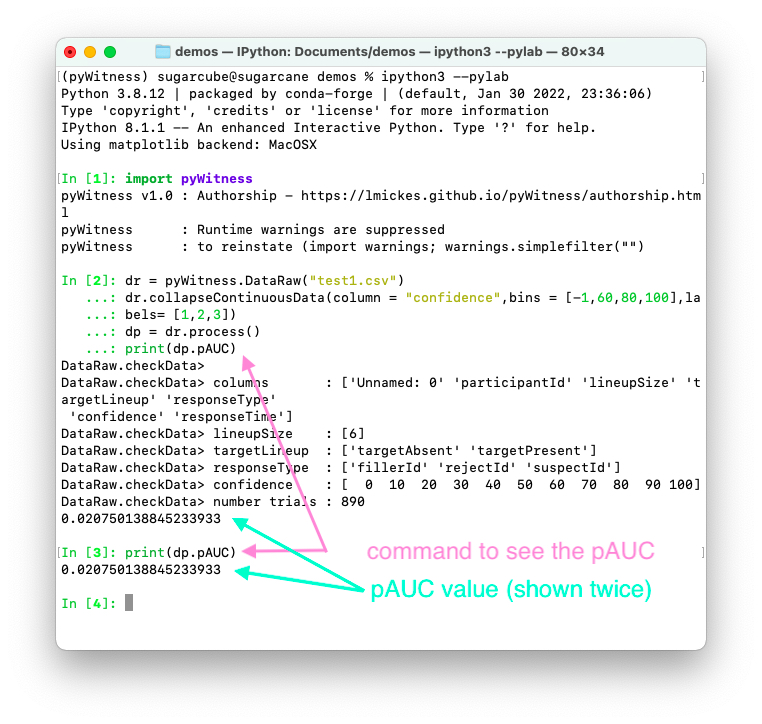 demos — IPython: Documents/demos — ipython3 --pylab — 80×34
[(pyWitness) sugarcube@sugarcane demos % ipython3 --pylab ]
Python 3.8.12 | packaged by conda-forge | (default, Jan 30 2022, 23:36:06)
Type 'copyright', 'credits' or 'license' for more information
IPython 8.1.1 -- An enhanced Interactive Python. Type '?' for help.
Using matplotlib backend: MacOSX
[In [1]: import pyWitness ]
pyWitness v1.0 : Authorship - https://lmickes.github.io/pyWitness/authorship.htm
l
pyWitness      : Runtime warnings are suppressed
pyWitness      : to reinstate (import warnings; warnings.simplefilter("")
In [2]: dr = pyWitness.DataRaw("test1.csv")
   ...: dr.collapseContinuousData(column = "confidence",bins = [-1,60,80,100],la
   ...: bels= [1,2,3])
   ...: dp = dr.process()
   ...: print(dp.pAUC)
DataRaw.checkData>
DataRaw.checkData> columns       : ['Unnamed: 0' 'participantId' 'lineupSize' 't
argetLineup' 'responseType'
 'confidence' 'responseTime']
DataRaw.checkData> lineupSize    : [6]
DataRaw.checkData> targetLineup  : ['targetAbsent' 'targetPresent']
DataRaw.checkData> responseType  : ['fillerId' 'rejectId' 'suspectId']
DataRaw.checkData> confidence    : [  0  10  20  30  40  50  60  70  80  90 100]
DataRaw.checkData> number trials : 890
0.020750138845233933
[In [3]: print(dp.pAUC) ]
command to see the pAUC
0.020750138845233933
pAUC value (shown twice)
In [4]: